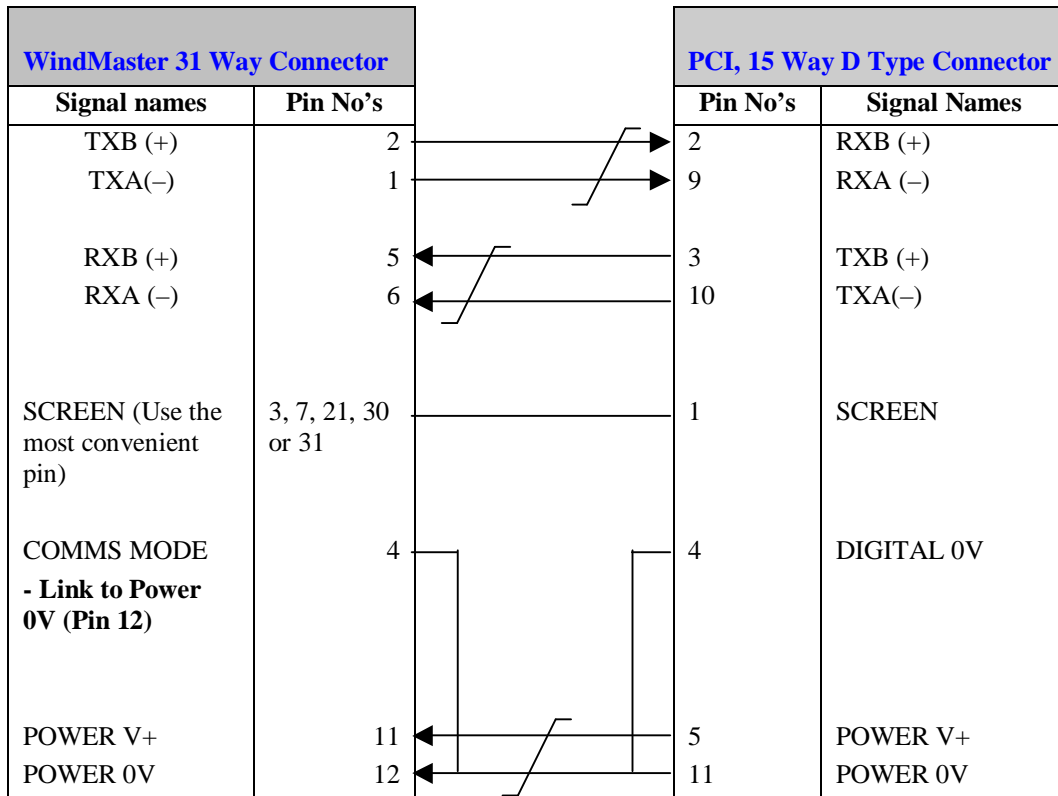 WindMaster 31 Way Connector PCI, 15 Way D Type Connector
Signal names Pin No’s Pin No’s Signal Names
TXB (+) 2 2 RXB (+)
TXA(–) 1 9 RXA (–)
RXB (+) 5 3 TXB (+)
RXA (–) 6 10 TXA(–)
SCREEN (Use the 3, 7, 21, 30 1 SCREEN
most convenient or 31
pin)
COMMS MODE 4 4 DIGITAL 0V
- Link to Power
0V (Pin 12)
POWER V+ 11 5 POWER V+
POWER 0V 12 11 POWER 0V